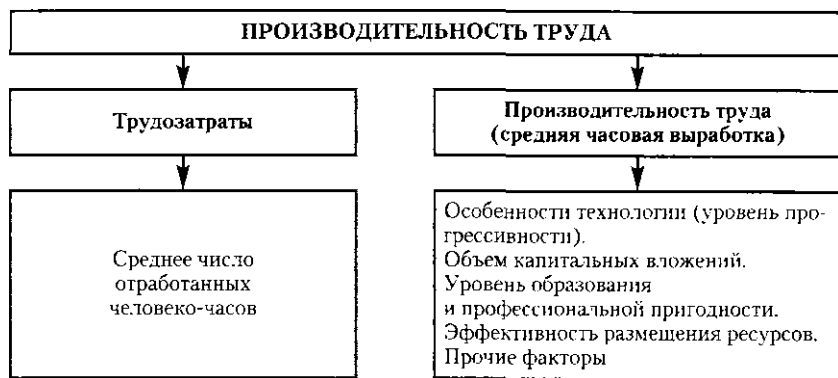 ПРОИЗВОДИТЕЛЬНОСТЬ ТРУДА
Трудозатраты
Производительность труда
(средняя часовая выработка)
Среднее число
отработанных
человеко-часов
Особенности технологии (уровень про-
грессивности).
Объем капитальных вложений.
Уровень образования
и профессиональной пригодности.
Эффективность размещения ресурсов.
Прочие факторы